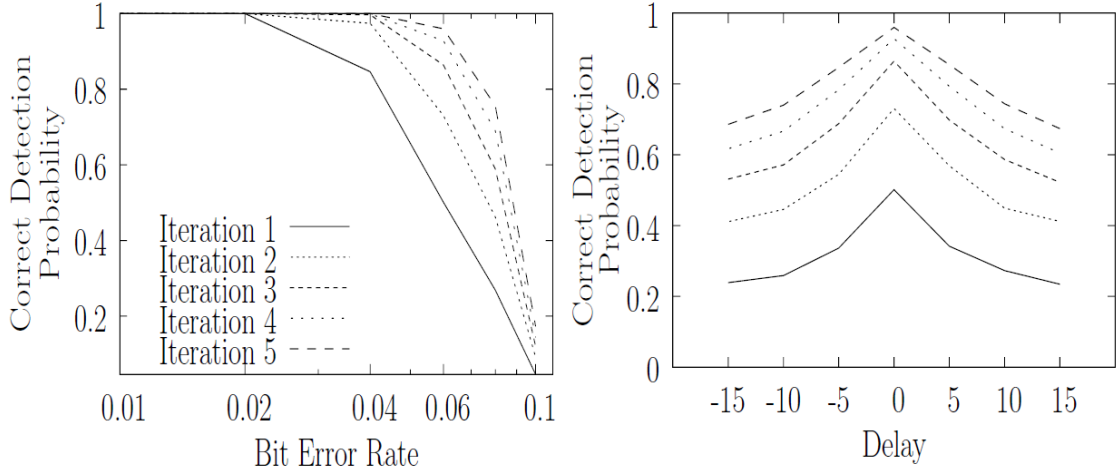 Correct Detection
Probability
1
0.8
0.6
0.4
0.2
Iteration 1
Iteration 2
Iteration 3
Iteration 4
Iteration 5
0.01
0.02
0.04
0.06
0.1
Bit Error Rate
Correct Detection
Probability
1
0.8
0.6
0.4
0.2
0
-15
-10
-5
0
5
10
15
Delay